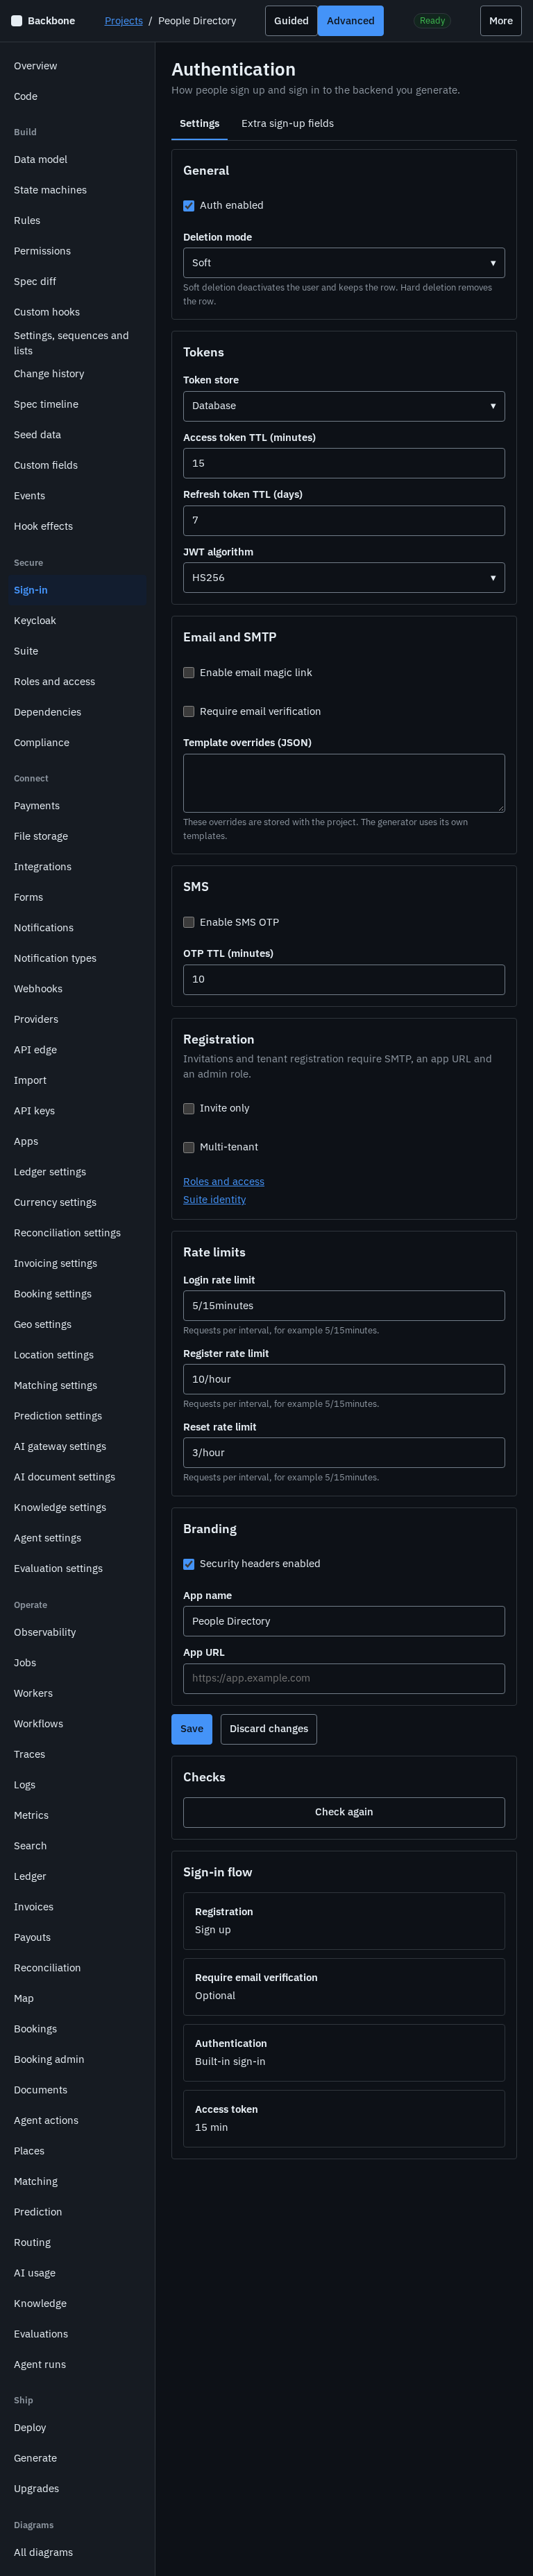 Backbone
Projects / People Directory
Guided
Advanced
Ready
More
Overview
Code
Build
Data model
State machines
Rules
Permissions
Spec diff
Custom hooks
Settings, sequences and
lists
Change history
Spec timeline
Seed data
Custom fields
Events
Hook effects
Secure
Sign-in
Keycloak
Suite
Roles and access
Dependencies
Compliance
Connect
Payments
File storage
Integrations
Forms
Notifications
Notification types
Webhooks
Providers
API edge
Import
API keys
Apps
Ledger settings
Currency settings
Reconciliation settings
Invoicing settings
Booking settings
Geo settings
Location settings
Matching settings
Prediction settings
AI gateway settings
AI document settings
Knowledge settings
Agent settings
Evaluation settings
Operate
Observability
Jobs
Workers
Workflows
Traces
Logs
Metrics
Search
Ledger
Invoices
Payouts
Reconciliation
Map
Bookings
Booking admin
Documents
Agent actions
Places
Matching
Prediction
Routing
AI usage
Knowledge
Evaluations
Agent runs
Ship
Deploy
Generate
Upgrades
Diagrams
All diagrams
Authentication
How people sign up and sign in to the backend you generate.
Settings
Extra sign-up fields
General
Auth enabled
Deletion mode
Soft
Soft deletion deactivates the user and keeps the row. Hard deletion removes
the row.
Tokens
Token store
Database
Access token TTL (minutes)
15
Refresh token TTL (days)
7
JWT algorithm
HS256
Email and SMTP
Enable email magic link
Require email verification
Template overrides (JSON)
These overrides are stored with the project. The generator uses its own
templates.
SMS
Enable SMS OTP
OTP TTL (minutes)
10
Registration
Invitations and tenant registration require SMTP, an app URL and
an admin role.
Invite only
Multi-tenant
Roles and access
Suite identity
Rate limits
Login rate limit
5/15minutes
Requests per interval, for example 5/15minutes.
Register rate limit
10/hour
Requests per interval, for example 5/15minutes.
Reset rate limit
3/hour
Requests per interval, for example 5/15minutes.
Branding
Security headers enabled
App name
People Directory
App URL
https://app.example.com
Save
Discard changes
Checks
Check again
Sign-in flow
Registration
Sign up
Require email verification
Optional
Authentication
Built-in sign-in
Access token
15 min